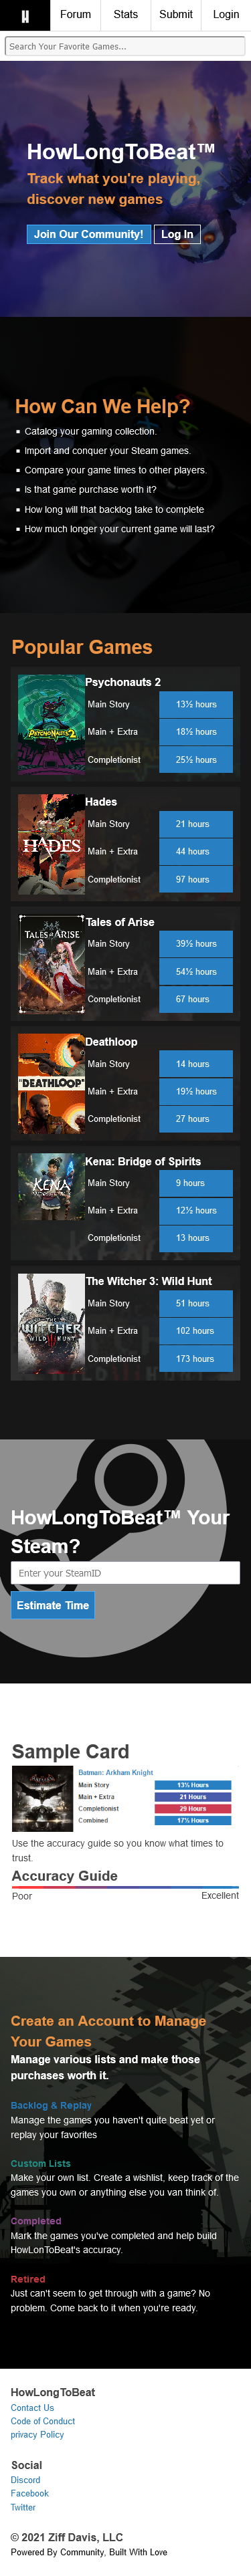 Forum Stats Submit Login
Search Your Favorite Games...
HowLongToBeat™
Track what you're playing,
discover new games
Join Our Community! Log In
How Can We Help?
Catalog your gaming collection.
Import and conquer your Steam games.
Compare your game times to other players.
Is that game purchase worth it?
How long will that backlog take to complete
How much longer your current game will last?
Popular Games
PSYCHONAUTS 2
Psychonauts 2
Main Story 13½ hours
Main + Extra 18½ hours
Completionist 25½ hours
HADES
Hades
Main Story 21 hours
Main + Extra 44 hours
Completionist 97 hours
TALES of ARISE
Tales of Arise
Main Story 39½ hours
Main + Extra 54½ hours
Completionist 67 hours
DEATHLOOP
Deathloop
Main Story 14 hours
Main + Extra 19½ hours
Completionist 27 hours
KENA
Kena: Bridge of Spirits
Main Story 9 hours
Main + Extra 12½ hours
Completionist 13 hours
THE
WITCHER
WILD HUNT
The Witcher 3: Wild Hunt
Main Story 51 hours
Main + Extra 102 hours
Completionist 173 hours
HowLongToBeat™ Your
Steam?
Enter your SteamID
Estimate Time
Sample Card
Batman: Arkham Knight
Main Story 13½ Hours
Main + Extra 21 Hours
Completionist 29 Hours
Combined 17½ Hours
Use the accuracy guide so you know what times to
trust.
Accuracy Guide
Poor Excellent
Create an Account to Manage
Your Games
Manage various lists and make those
purchases worth it.
Backlog & Replay
Manage the games you haven't quite beat yet or
replay your favorites
Custom Lists
Make your own list. Create a wishlist, keep track of the
games you own or anything else you van think of.
Completed
Mark the games you've completed and help build
HowLonToBeat's accuracy.
Retired
Just can't seem to get through with a game? No
problem. Come back to it when you're ready.
HowLongToBeat
Contact Us
Code of Conduct
privacy Policy
Social
Discord
Facebook
Twitter
© 2021 Ziff Davis, LLC
Powered By Community, Built With Love